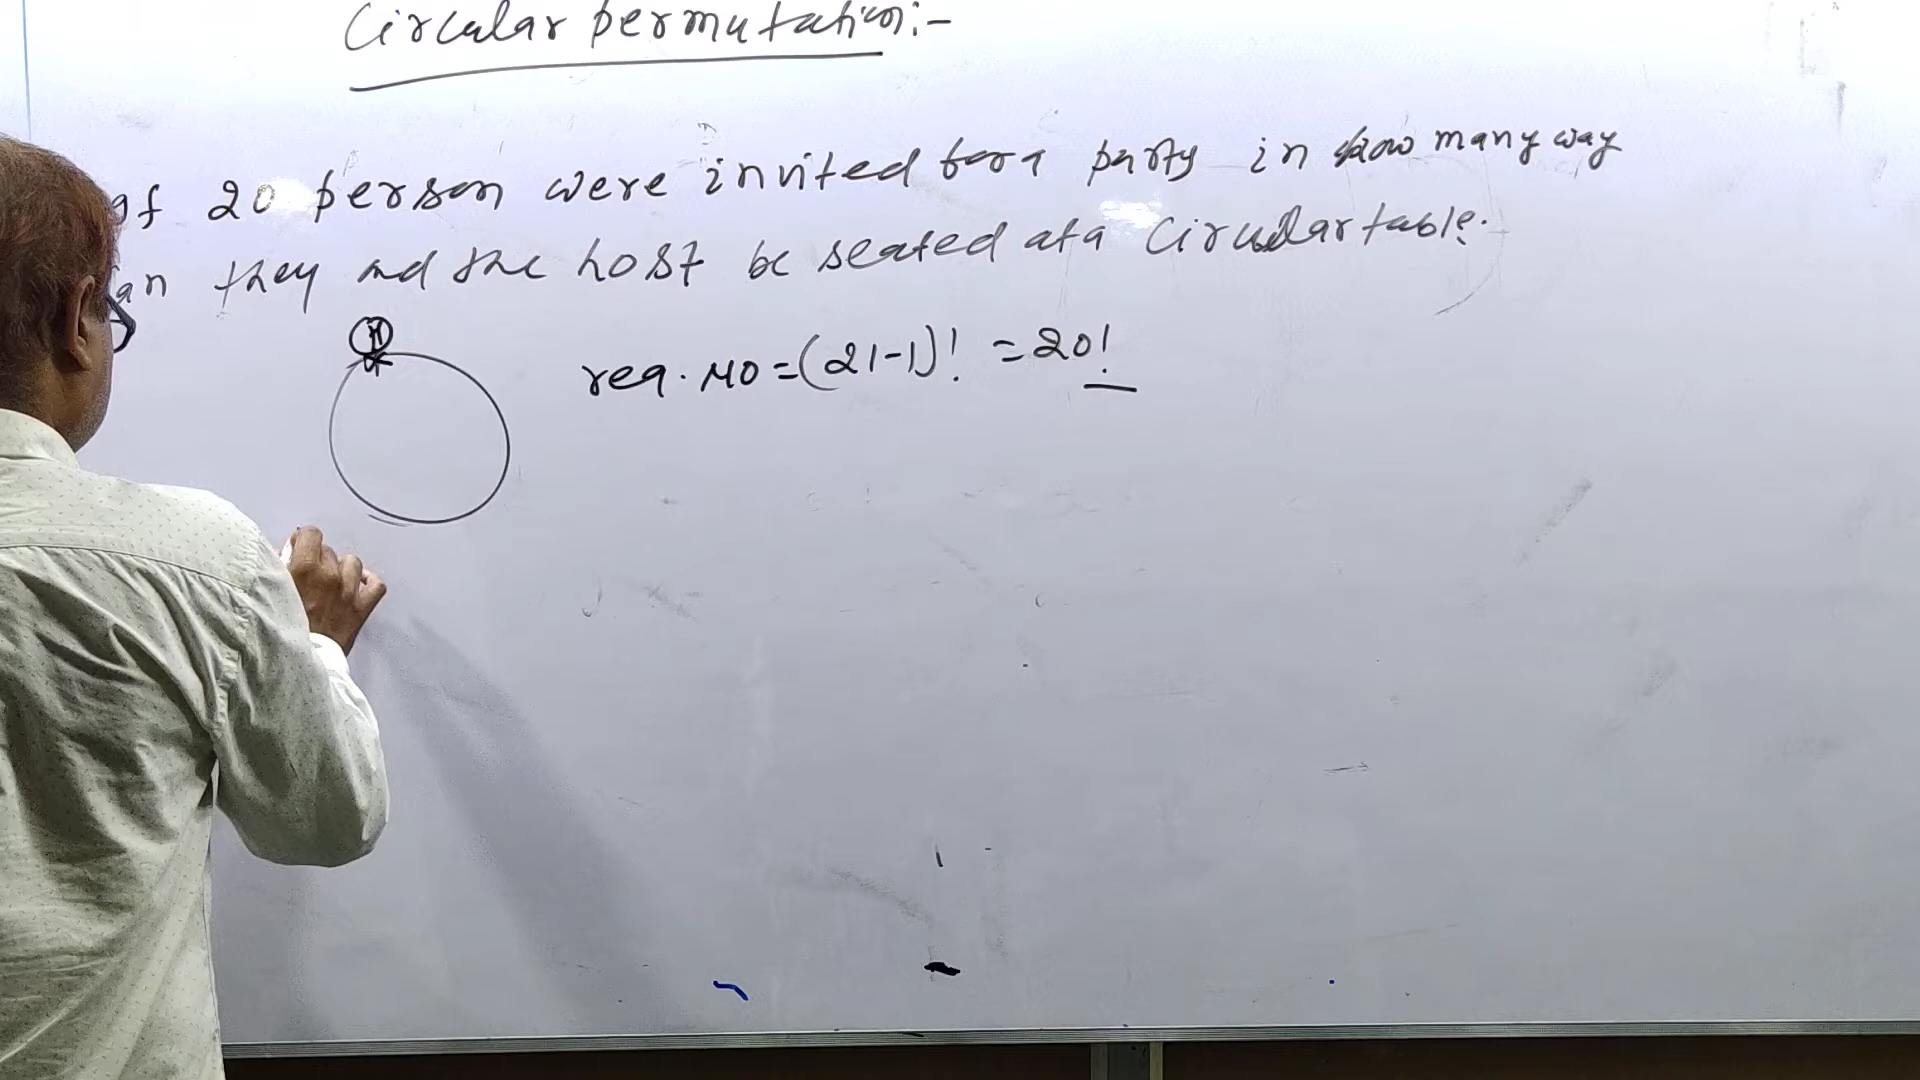 Circular permutation:-
if 20 person were invited for a party in how many way
can they and the host be seated at a circular table.
H
req. no = (21-1)! = 20!